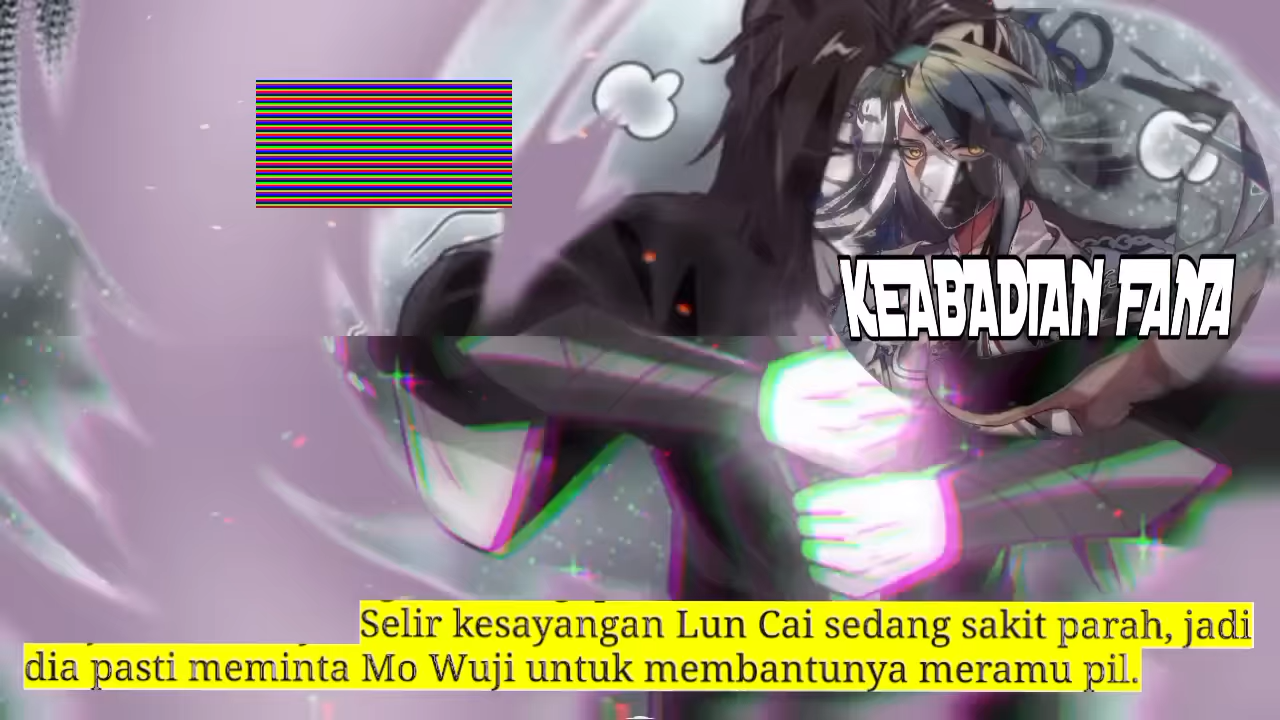 KEABADIAN FANA
Selir kesayangan Lun Cai sedang sakit parah, jadi
dia pasti meminta Mo Wuji untuk membantunya meramu pil.